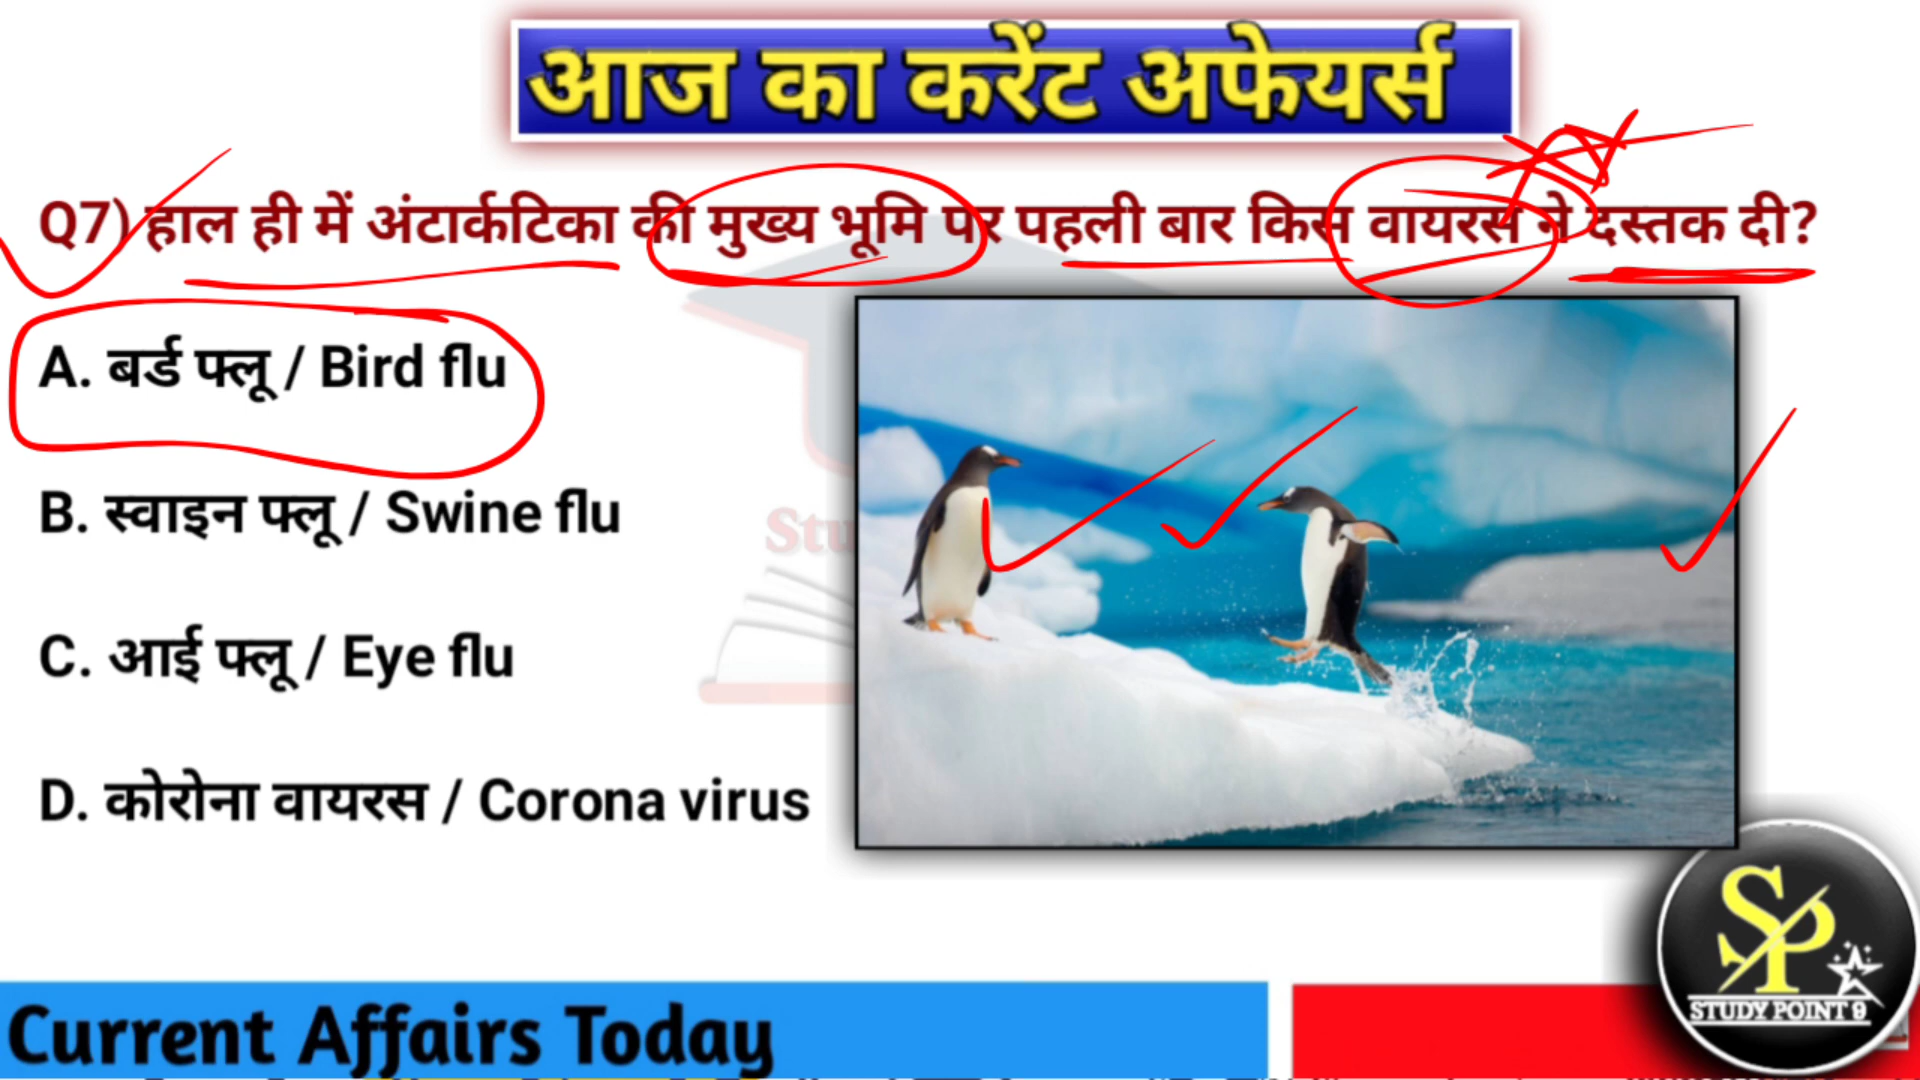 आज का करेंट अफेयर्स
Q7) हाल ही में अंटार्कटिका की मुख्य भूमि पर पहली बार किस वायरस ने दस्तक दी?
A. बर्ड फ्लू / Bird flu
B. स्वाइन फ्लू / Swine flu
Stu
C. आई फ्लू / Eye flu
D. कोरोना वायरस / Corona virus
SP
STUDY POINT 9
Current Affairs Today